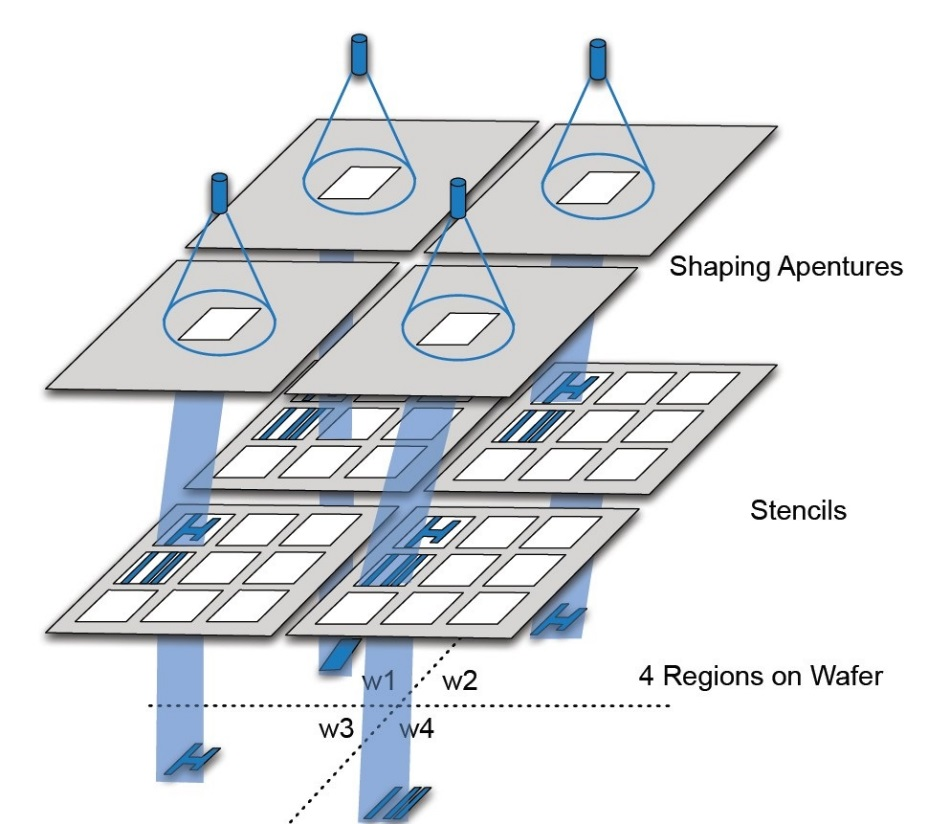 Shaping Apentures
Stencils
w1
w2
4 Regions on Wafer
w3
w4